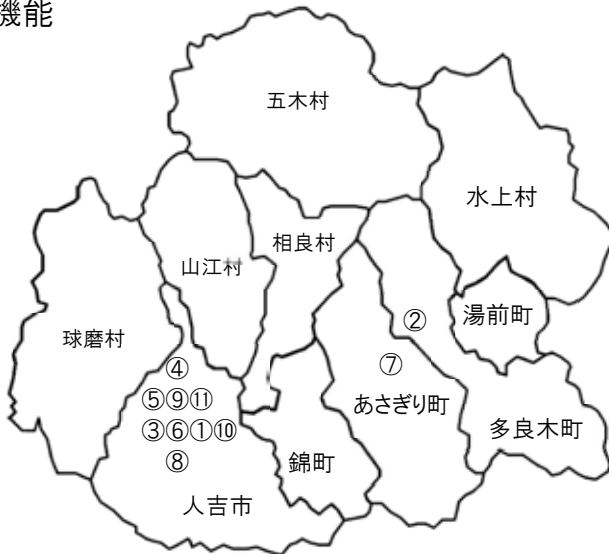 機能
五木村
水上村
相良村
山江村
湯前町
球磨村
②
④
⑦
⑤⑨⑪
あさぎり町
③⑥①⑩
多良木町
⑧
錦町
人吉市